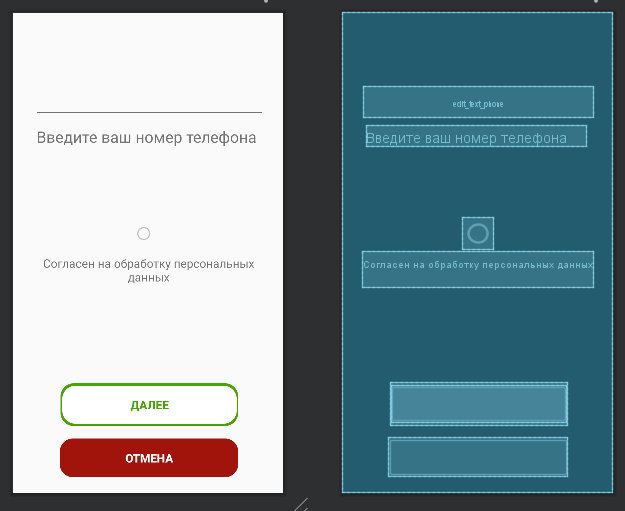 Введите ваш номер телефона
Согласен на обработку персональных
данных
ДАЛЕЕ
ОТМЕНА
edit_text_phone
Введите ваш номер телефона
Согласен на обработку персональных данных